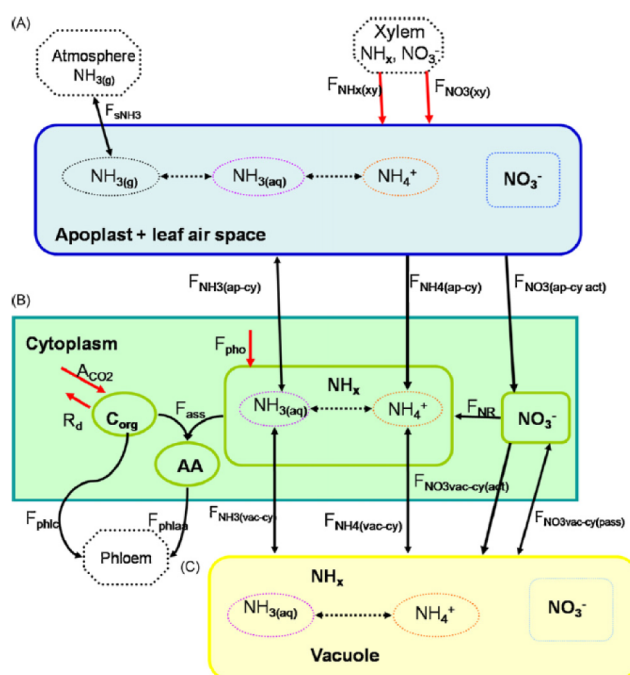 (A)
Atmosphere
NH3(g)
Xylem
NHx, NO3-
FsNH3
FNHx(xy)
FNO3(xy)
NH3(g)
NH3(aq)
NH4+
NO3-
Apoplast + leaf air space
FNH3(ap-cy)
FNH4(ap-cy)
FNO3(ap-cy act)
(B)
Cytoplasm
Fpho
ACO2
NHx
Rd
Corg
Fass
NH3(aq)
NH4+
FNR
NO3-
AA
FNO3vac-cy(act)
Fphlc
Fphlaa
FNH3(vac-cy)
FNH4(vac-cy)
FNO3vac-cy(pass)
Phloem
(C)
NHx
NH3(aq)
NH4+
NO3-
Vacuole